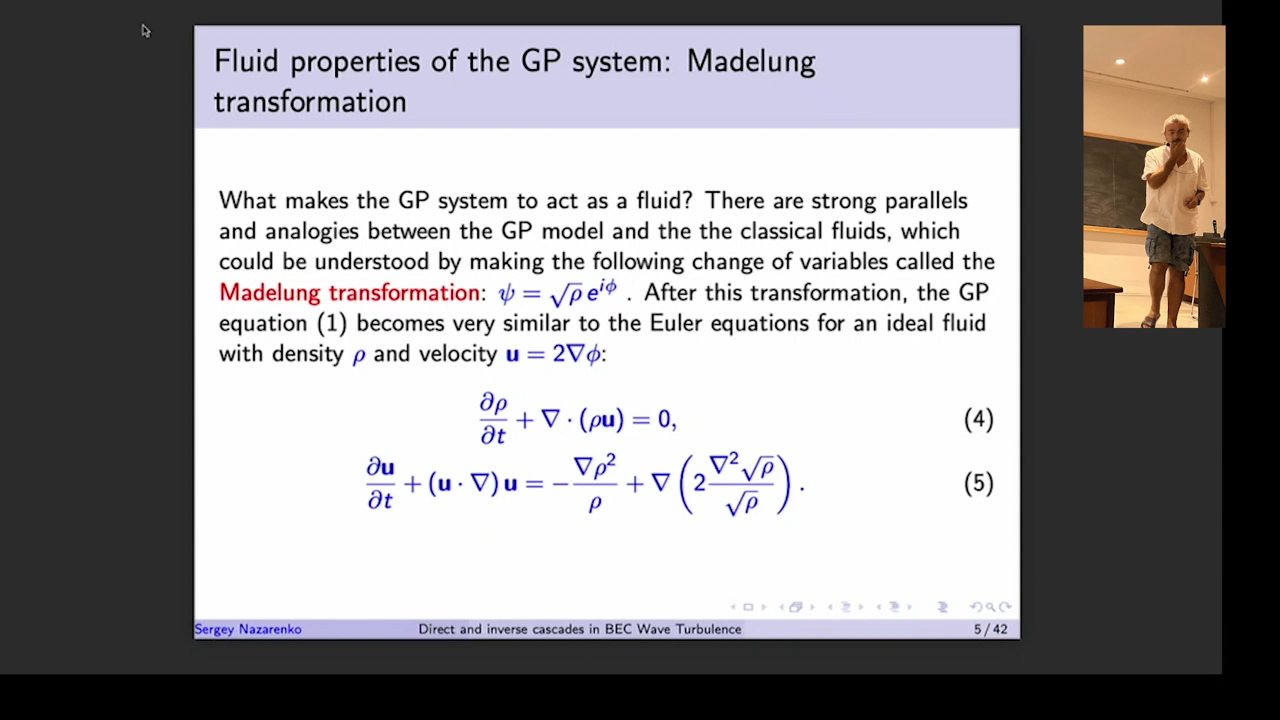 Fluid properties of the GP system: Madelung
transformation
What makes the GP system to act as a fluid? There are strong parallels
and analogies between the GP model and the the classical fluids, which
could be understood by making the following change of variables called the
Madelung transformation: ψ = √ρ e^{iϕ} . After this transformation, the GP
equation (1) becomes very similar to the Euler equations for an ideal fluid
with density ρ and velocity u = 2∇ϕ:
∂ρ/∂t + ∇ · (ρu) = 0, (4)
∂u/∂t + (u · ∇) u = −∇ρ²/ρ + ∇ (2 ∇²√ρ/√ρ) . (5)
Sergey Nazarenko Direct and inverse cascades in BEC Wave Turbulence 5 / 42